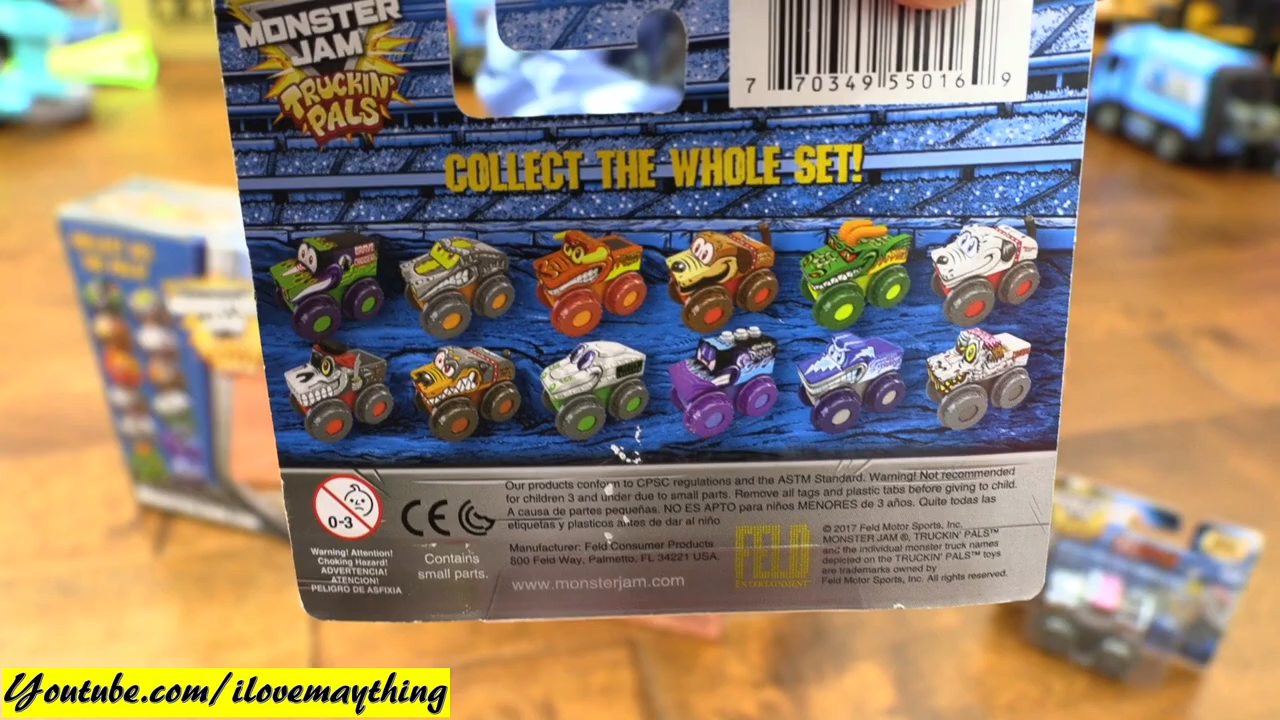 MONSTER
JAM
TRUCKIN'
PALS
7 70349 55016 9
COLLECT THE WHOLE SET!
Our products conform to CPSC regulations and the ASTM Standard. Warning! Not recommended
for children 3 and under due to small parts. Remove all tags and plastic tabs before giving to child.
A causa de partes pequeñas. NO ES APTO para niños MENORES de 3 años. Quite todas las
etiquetas y plasticos antes de dar al niño
0-3
CE
Warning! Attention!
Choking Hazard!
ADVERTENCIA!
ATENCION!
PELIGRO DE ASFIXIA
Contains
small parts.
Manufacturer: Feld Consumer Products
800 Feld Way, Palmetto, FL 34221 USA.
www.monsterjam.com
FELD
ENTERTAINMENT
© 2017 Feld Motor Sports, Inc.
MONSTER JAM ®, TRUCKIN' PALS™
and the individual monster truck names
depicted on the TRUCKIN' PALS™ toys
are trademarks owned by
Feld Motor Sports, Inc. All rights reserved.
Youtube.com/ilovemaything